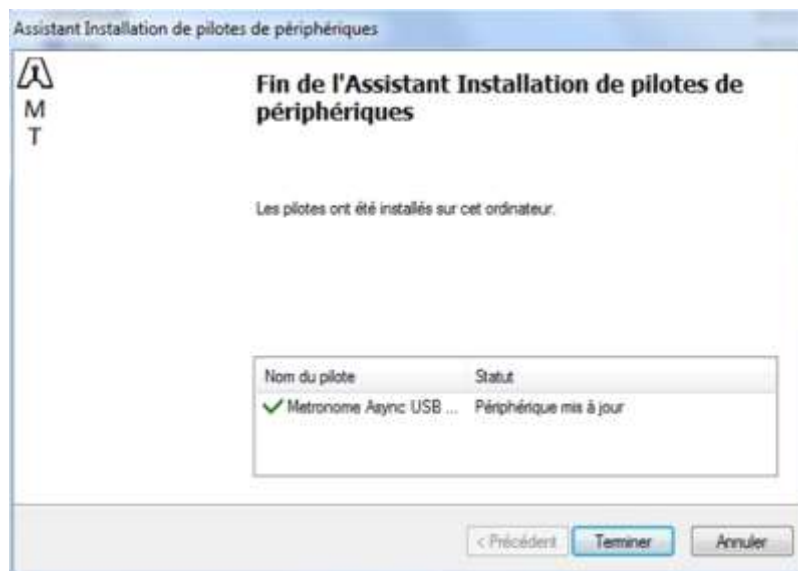 Assistant Installation de pilotes de périphériques
M
T
Fin de l'Assistant Installation de pilotes de
périphériques
Les pilotes ont été installés sur cet ordinateur.
Nom du pilote Statut
Metronome Async USB ... Périphérique mis à jour
< Précédent Terminer Annuler